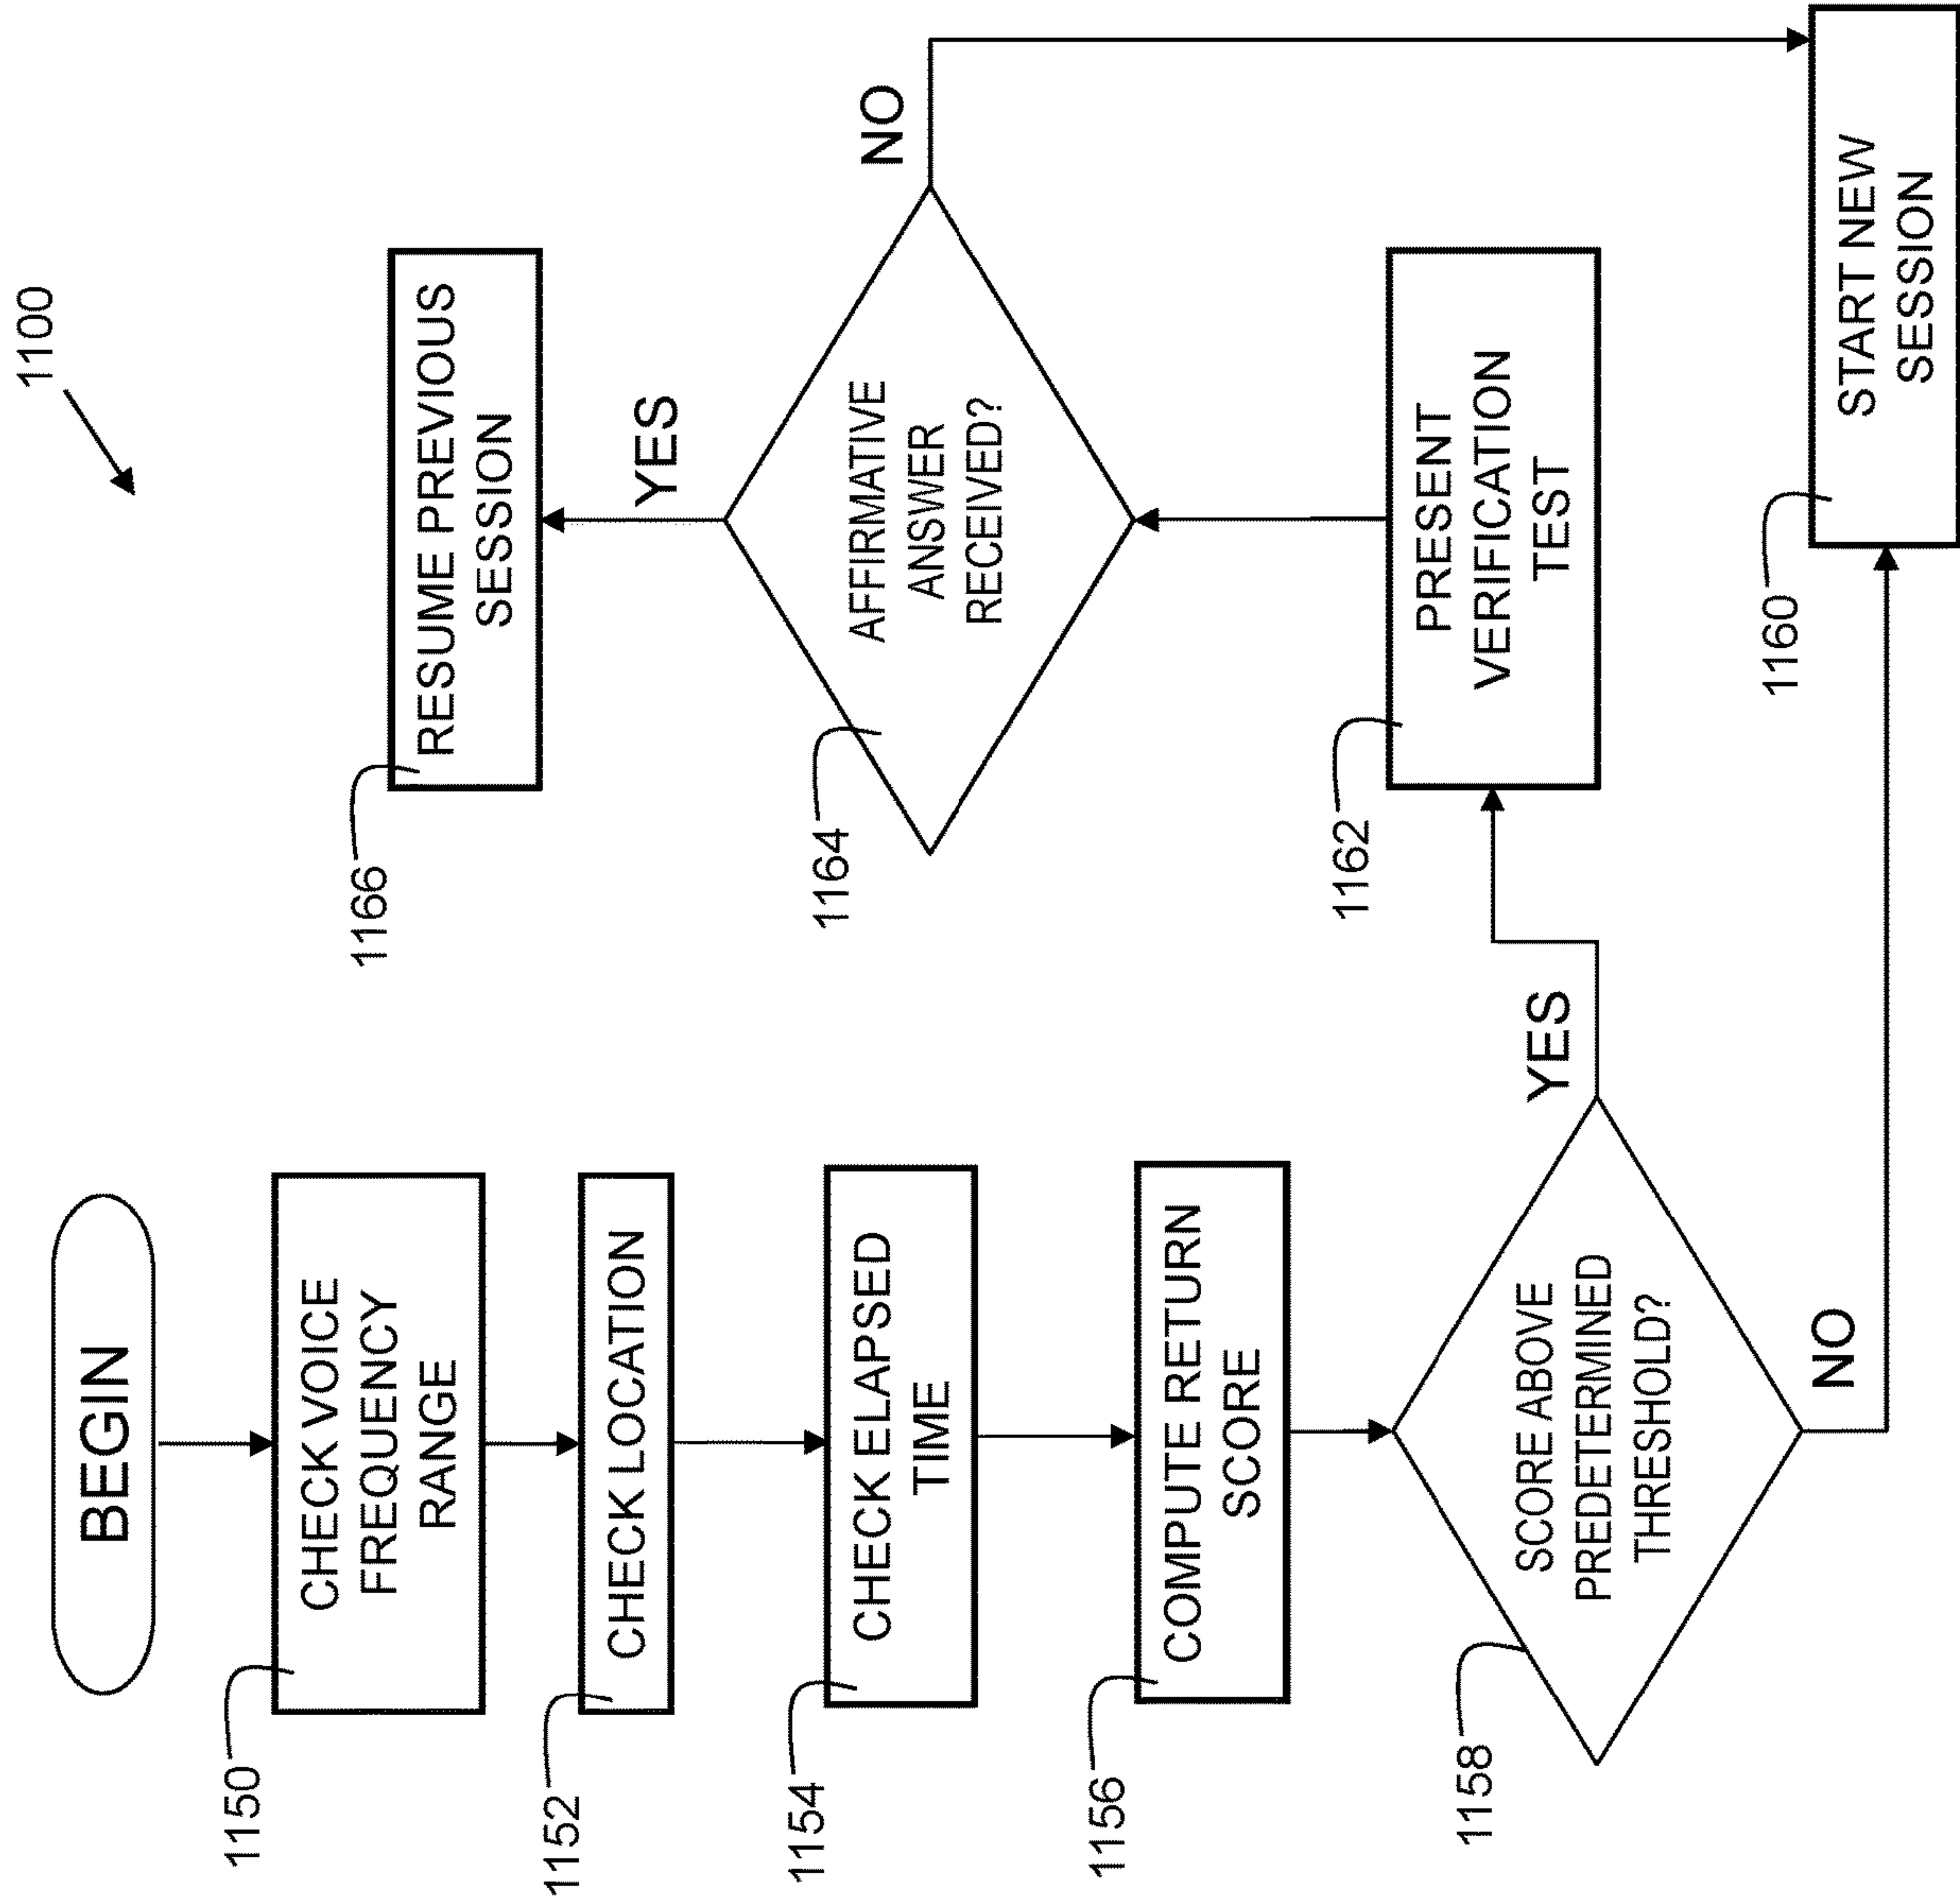 1100
BEGIN
1150
CHECK VOICE
FREQUENCY
RANGE
1152
CHECK LOCATION
1154
CHECK ELAPSED
TIME
1156
COMPUTE RETURN
SCORE
1158
SCORE ABOVE
PREDETERMINED
THRESHOLD?
YES
NO
1162
PRESENT
VERIFICATION
TEST
1164
AFFIRMATIVE
ANSWER
RECEIVED?
YES
NO
1166
RESUME PREVIOUS
SESSION
1160
START NEW
SESSION